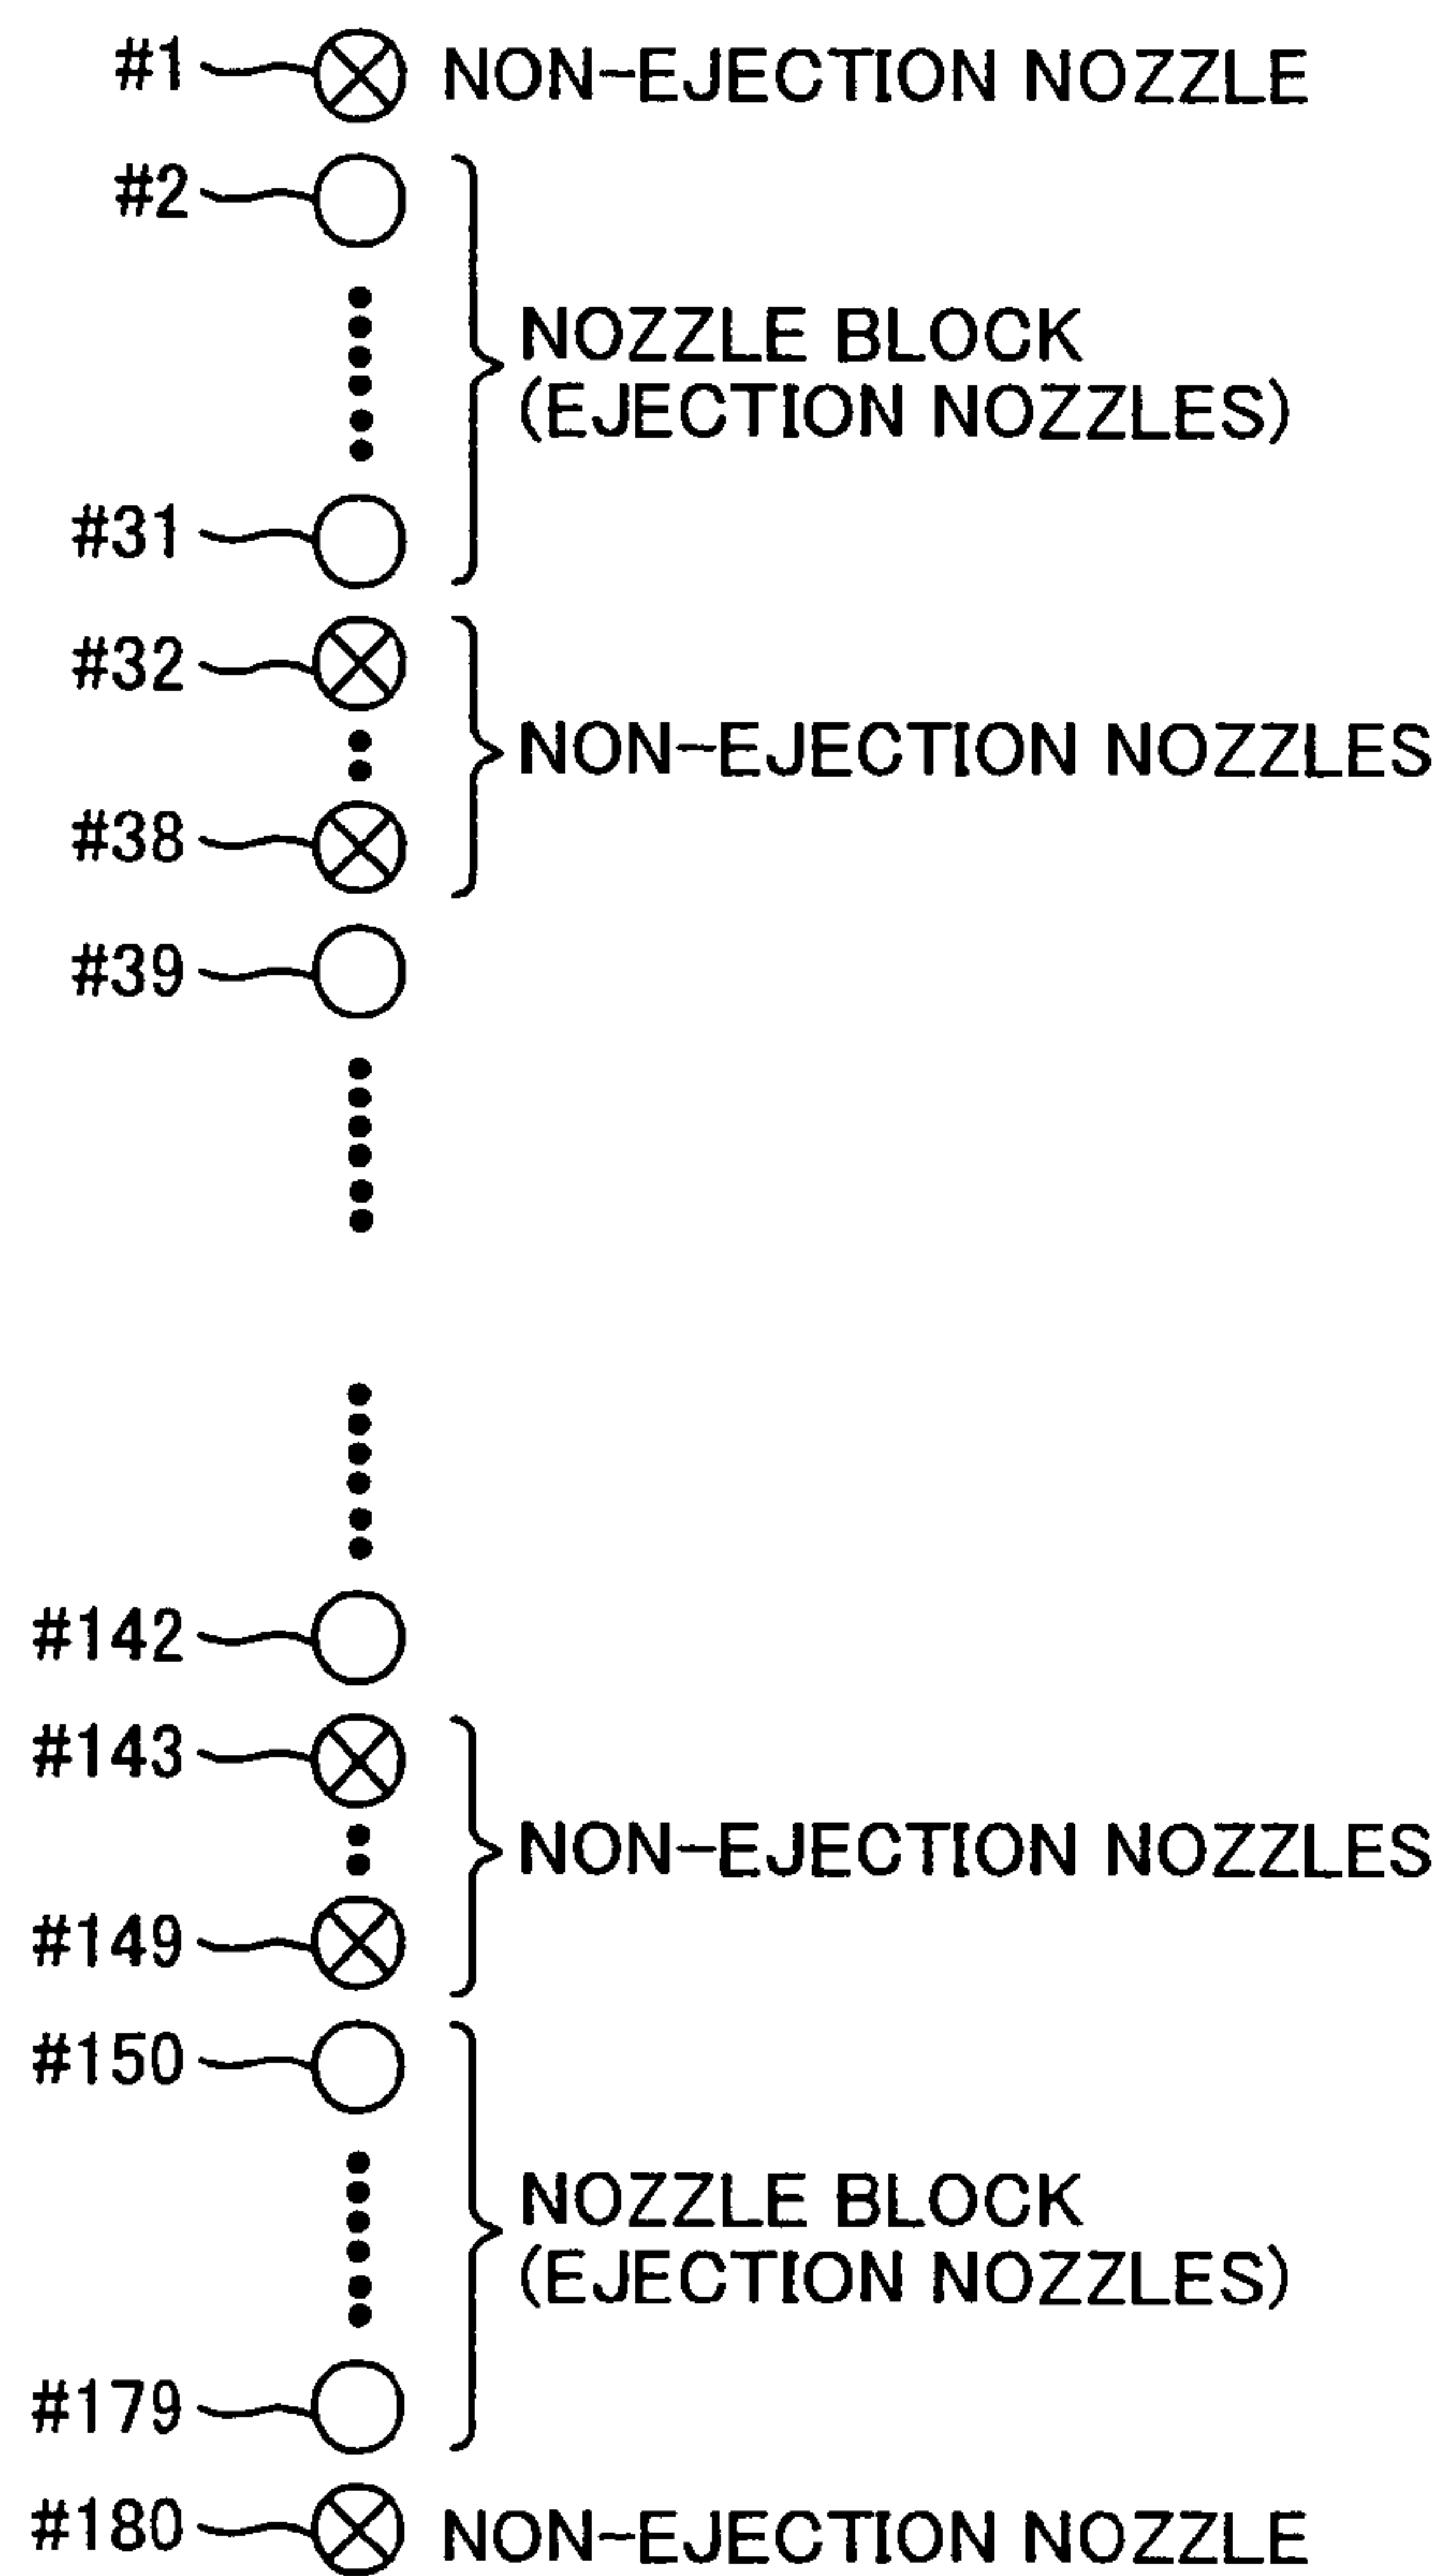 #1 NON-EJECTION NOZZLE
#2
NOZZLE BLOCK
(EJECTION NOZZLES)
#31
#32
NON-EJECTION NOZZLES
#38
#39
#142
#143
NON-EJECTION NOZZLES
#149
#150
NOZZLE BLOCK
(EJECTION NOZZLES)
#179
#180 NON-EJECTION NOZZLE